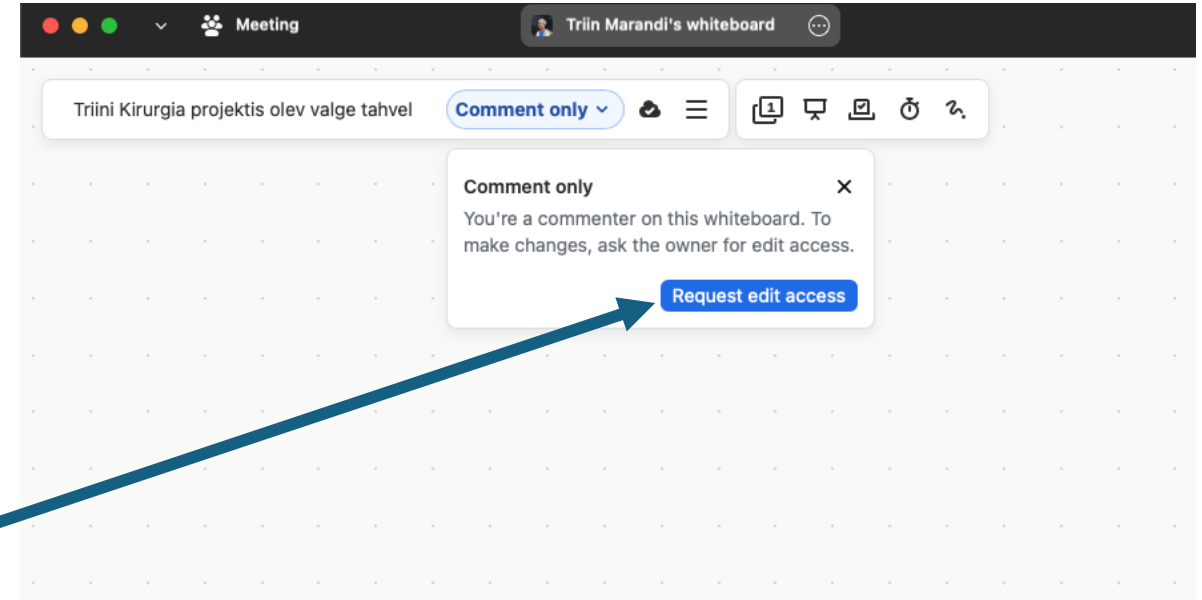 Meeting
Triin Marandi's whiteboard
Triini Kirurgia projektis olev valge tahvel
Comment only
1
Comment only
You're a commenter on this whiteboard. To
make changes, ask the owner for edit access.
Request edit access